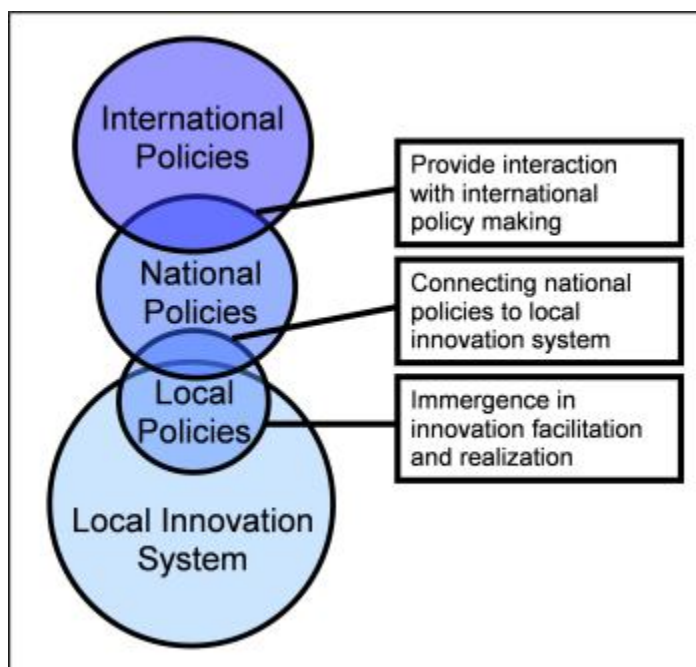 International
Policies
Provide interaction
with international
policy making
National
Policies
Connecting national
policies to local
innovation system
Local
Policies
Immergence in
innovation facilitation
and realization
Local Innovation
System